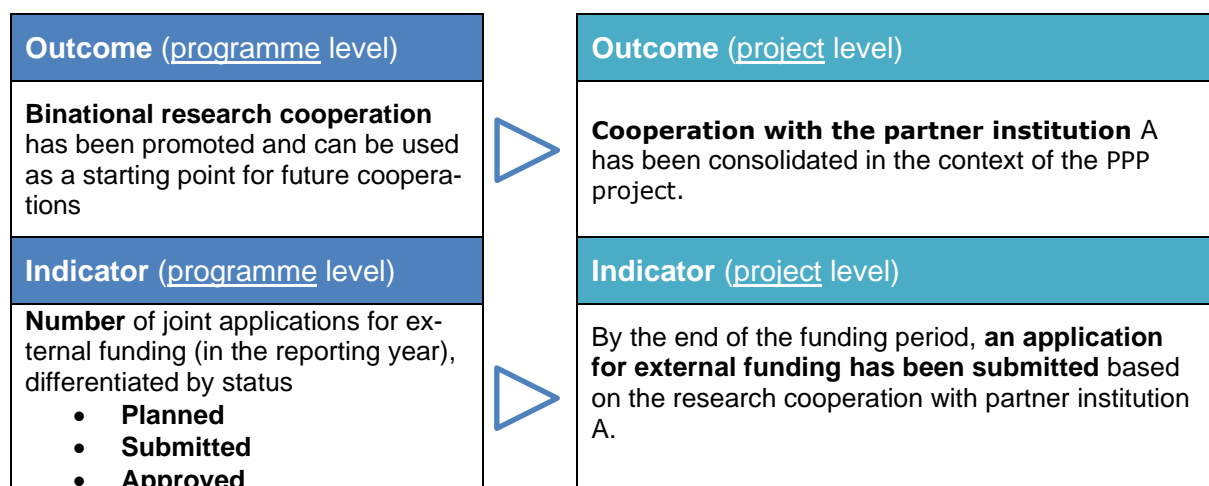 Outcome (programme level)
Binational research cooperation
has been promoted and can be used
as a starting point for future coopera-
tions
Indicator (programme level)
Number of joint applications for ex-
ternal funding (in the reporting year),
differentiated by status
• Planned
• Submitted
• Approved
Outcome (project level)
Cooperation with the partner institution A
has been consolidated in the context of the PPP
project.
Indicator (project level)
By the end of the funding period, an application
for external funding has been submitted based
on the research cooperation with partner institution
A.